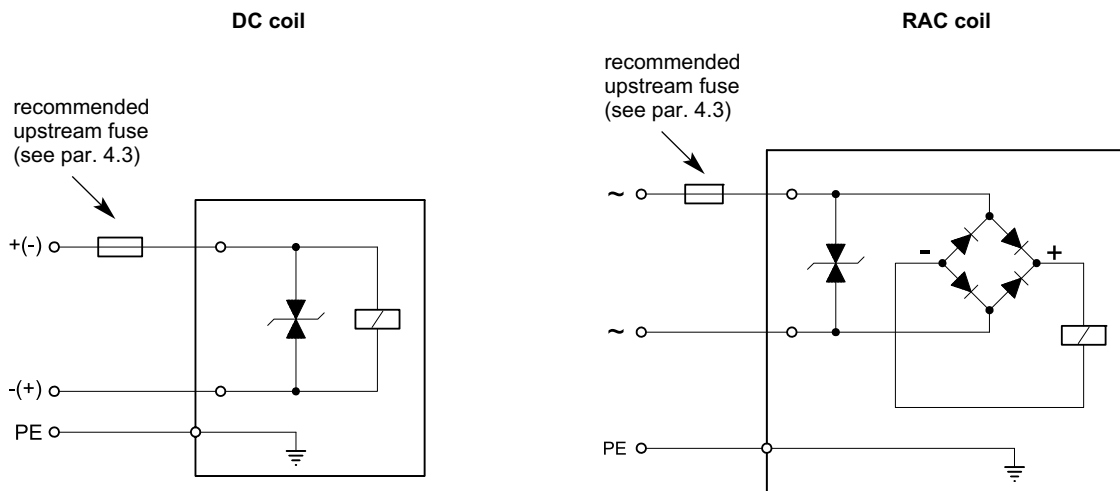 DC coil
recommended
upstream fuse
(see par. 4.3)
+(-)
-(+)
PE
RAC coil
recommended
upstream fuse
(see par. 4.3)
~
- +
~
PE